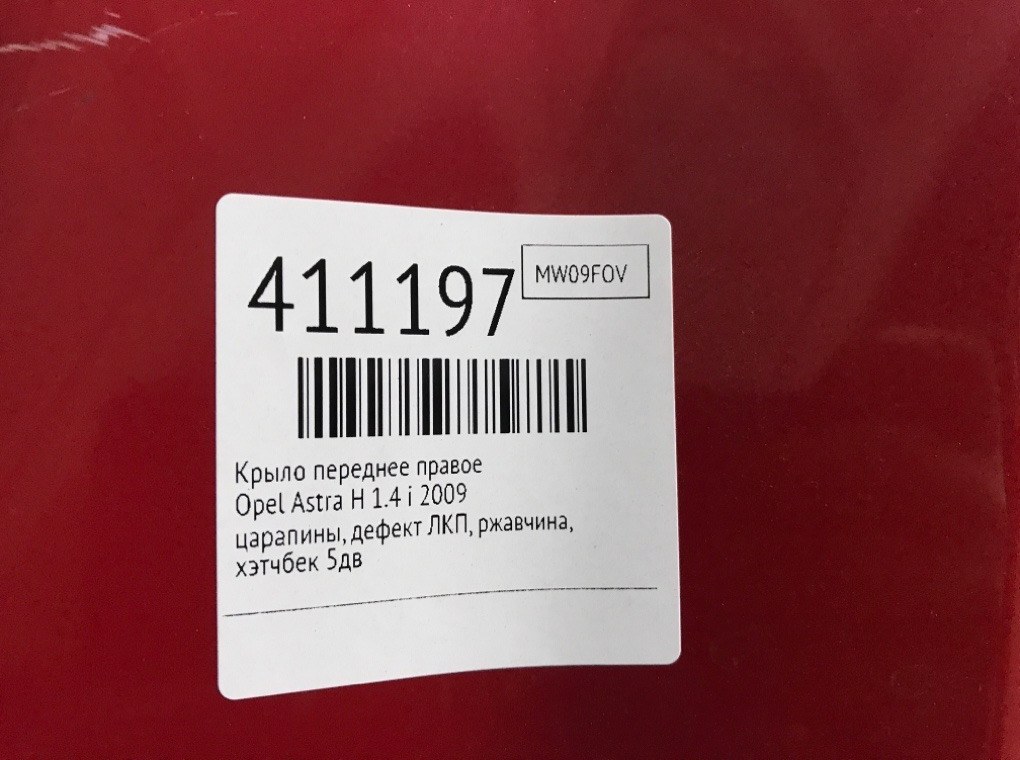 411197
MW09FOV
Крыло переднее правое
Opel Astra H 1.4 i 2009
царапины, дефект ЛКП, ржавчина,
хэтчбек 5дв